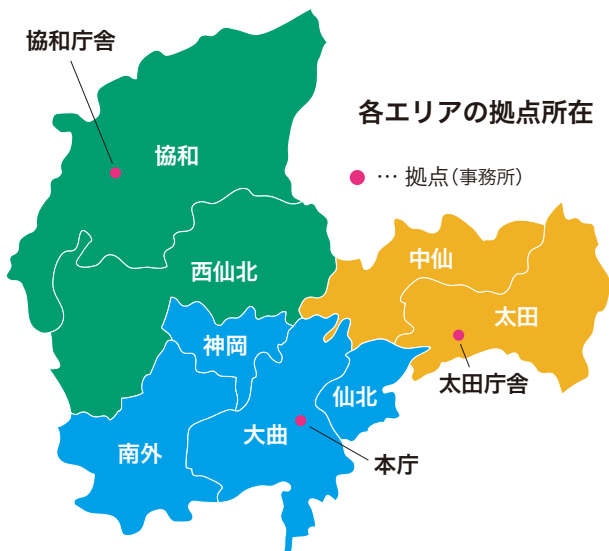 協和庁舎
各エリアの拠点所在
協和
● … 拠点(事務所)
中仙
西仙北
太田
神岡
太田庁舎
仙北
大曲
南外
本庁